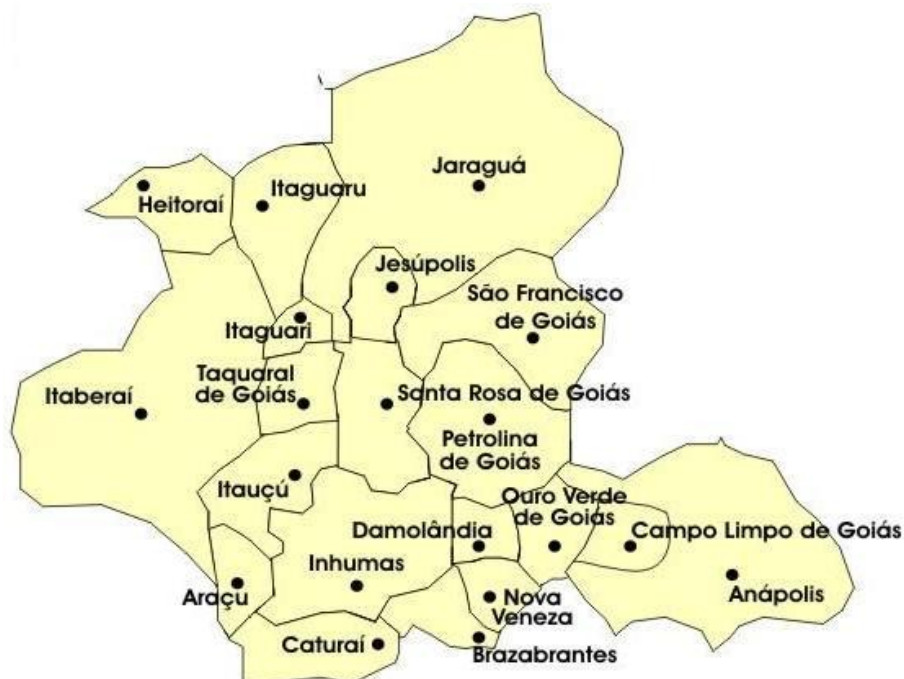 Jaraguá
Itaguaru
Heitoraí
Jesúpolis
São Francisco
de Goiás
Itaguari
Taquaral
de Goiás
Itaberaí
Santa Rosa de Goiás
Petrolina
de Goiás
Itauçú
Ouro Verde
de Goiás
Damolândia
Campo Limpo de Goiás
Inhumas
Araçu
Anápolis
Nova
Veneza
Caturaí
Brazabrantes